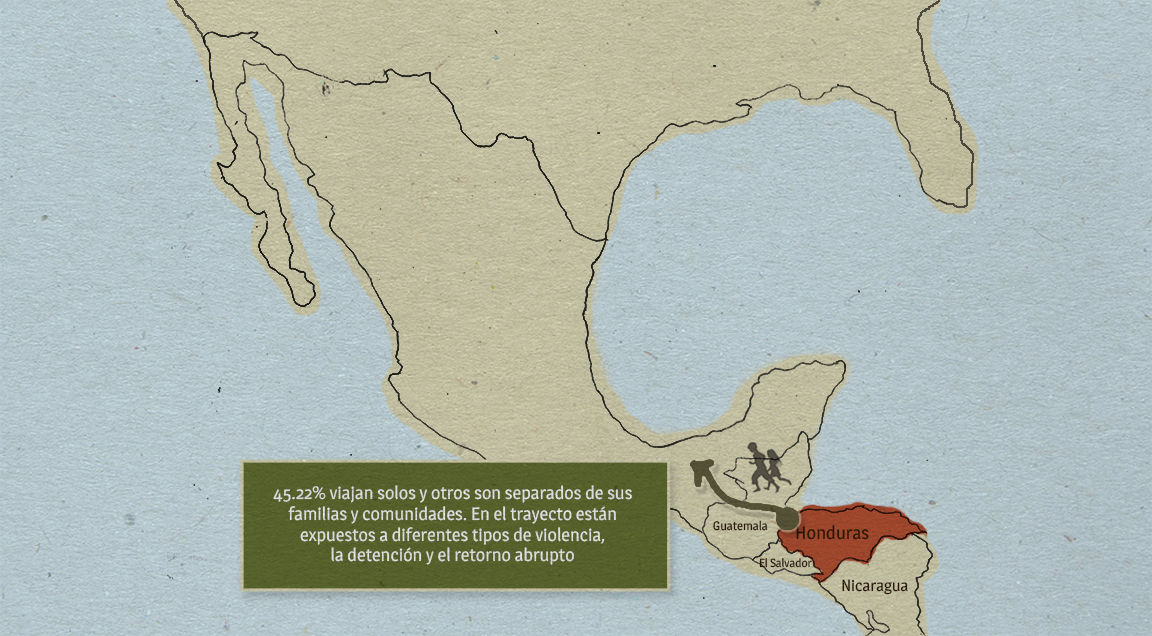 45.22% viajan solos y otros son separados de sus
familias y comunidades. En el trayecto están
expuestos a diferentes tipos de violencia,
la detención y el retorno abrupto
Guatemala
Honduras
El Salvador
Nicaragua